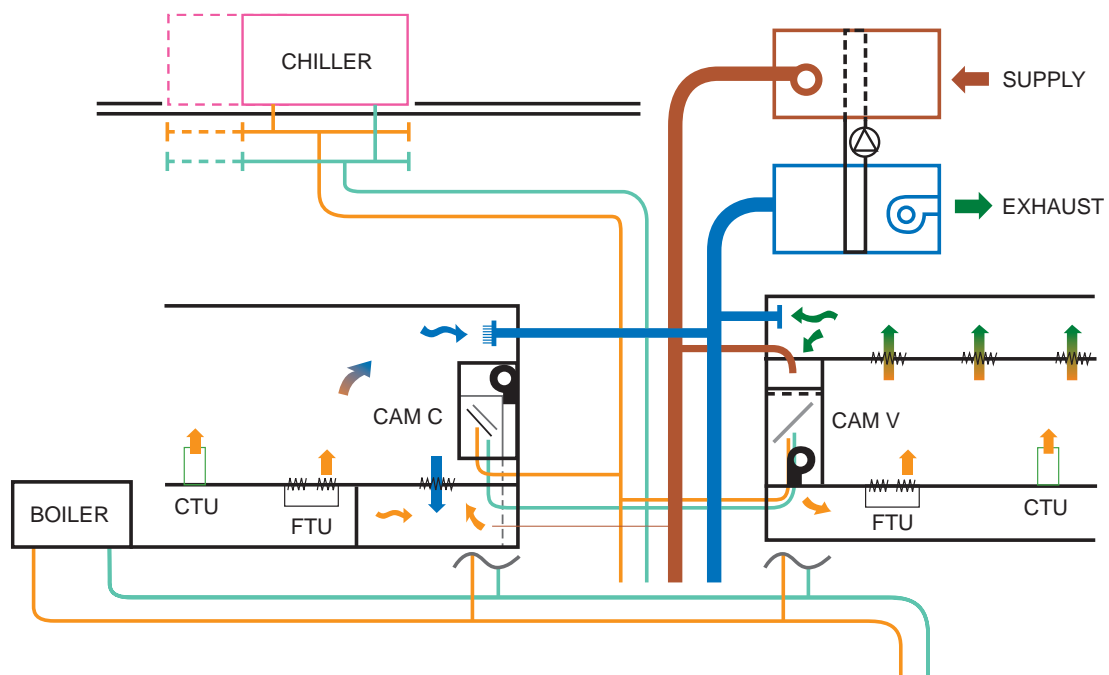 CHILLER
SUPPLY
EXHAUST
CAM C
CAM V
CTU
FTU
BOILER
FTU
CTU